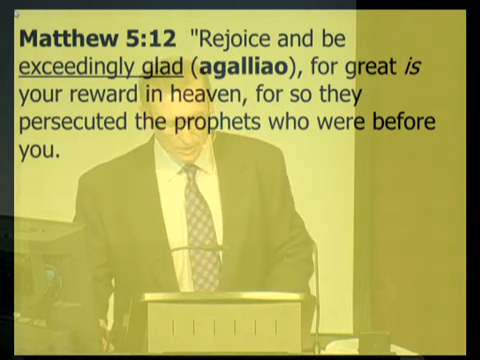 Matthew 5:12 "Rejoice and be
exceedingly glad (agalliao), for great is
your reward in heaven, for so they
persecuted the prophets who were before
you.